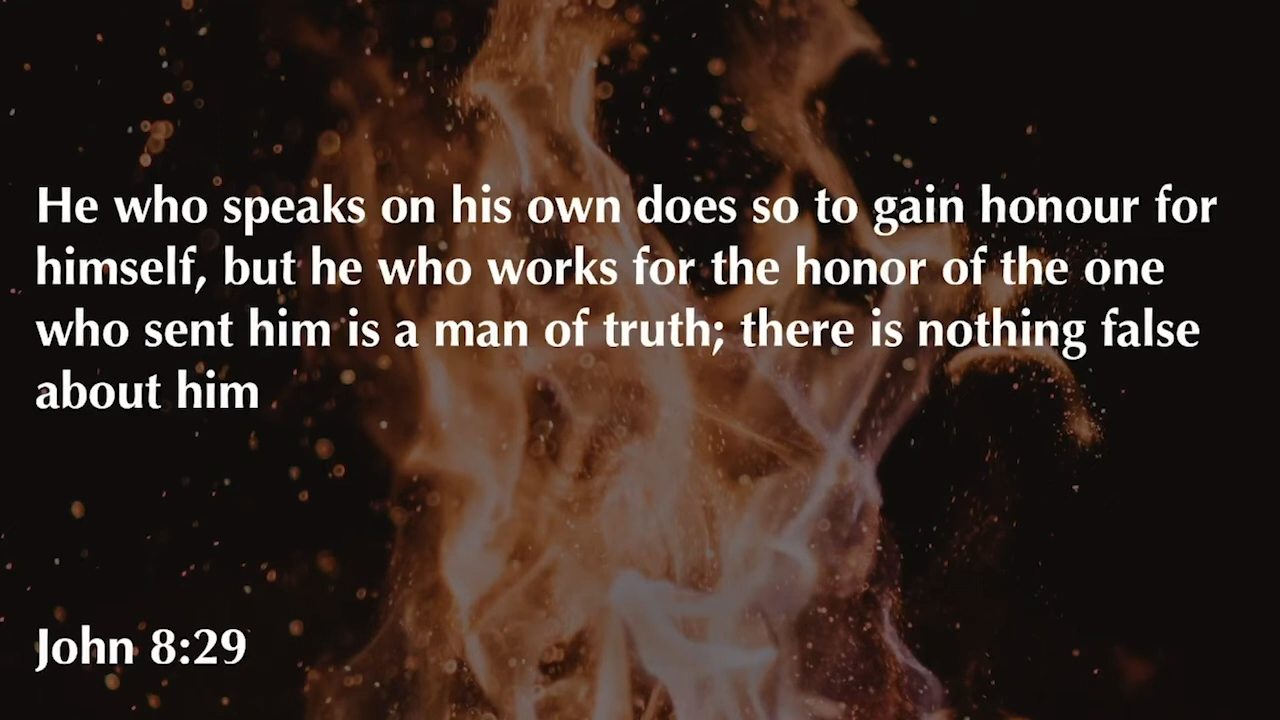 He who speaks on his own does so to gain honour for
himself, but he who works for the honor of the one
who sent him is a man of truth; there is nothing false
about him
John 8:29